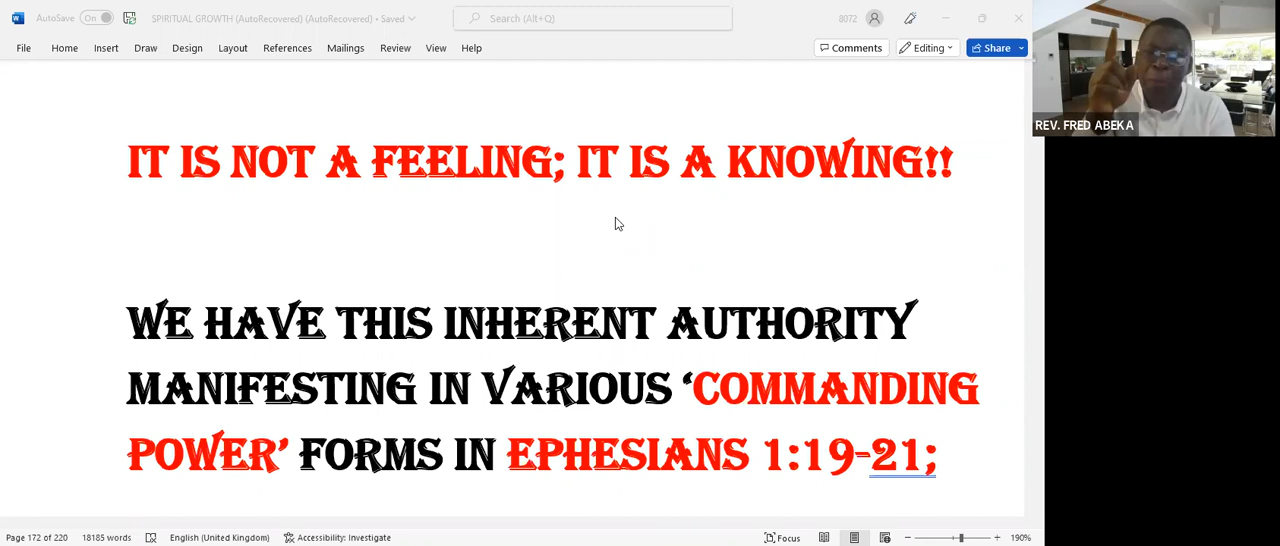 AutoSave On SPIRITUAL GROWTH (AutoRecovered) (AutoRecovered) • Saved Search (Alt+Q) 8072
File Home Insert Draw Design Layout References Mailings Review View Help Comments Editing Share
REV. FRED ABEKA
IT IS NOT A FEELING; IT IS A KNOWING!!
WE HAVE THIS INHERENT AUTHORITY
MANIFESTING IN VARIOUS ‘COMMANDING
POWER’ FORMS IN EPHESIANS 1:19-21;
Page 172 of 220 18185 words English (United Kingdom) Accessibility: Investigate Focus 190%